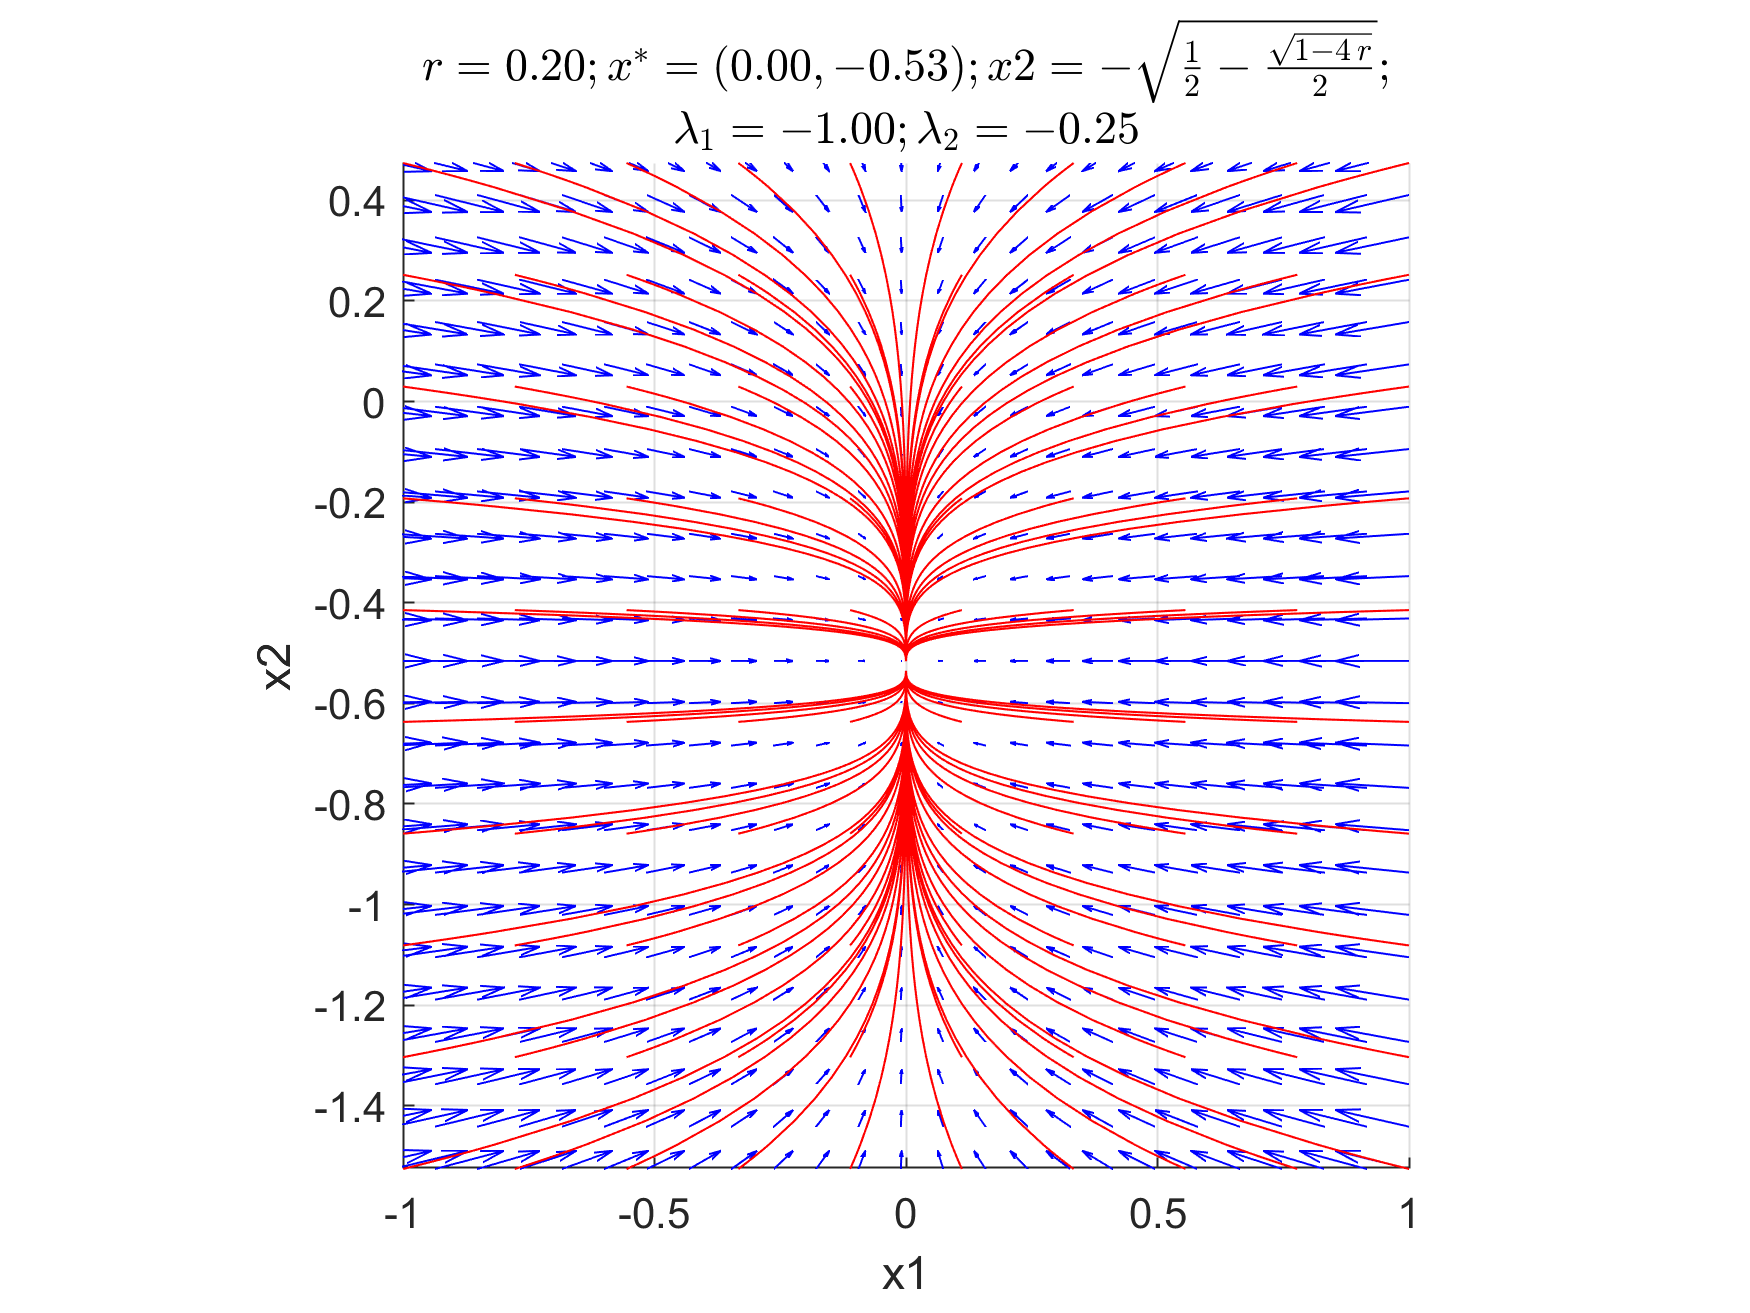 r = 0.20; x* = (0.00, −0.53); x2 = −√(1/2 − √(1−4 r)/2);
λ₁ = −1.00; λ₂ = −0.25
0.4
0.2
0
-0.2
-0.4
-0.6
-0.8
-1
-1.2
-1.4
x2
-1 -0.5 0 0.5 1
x1